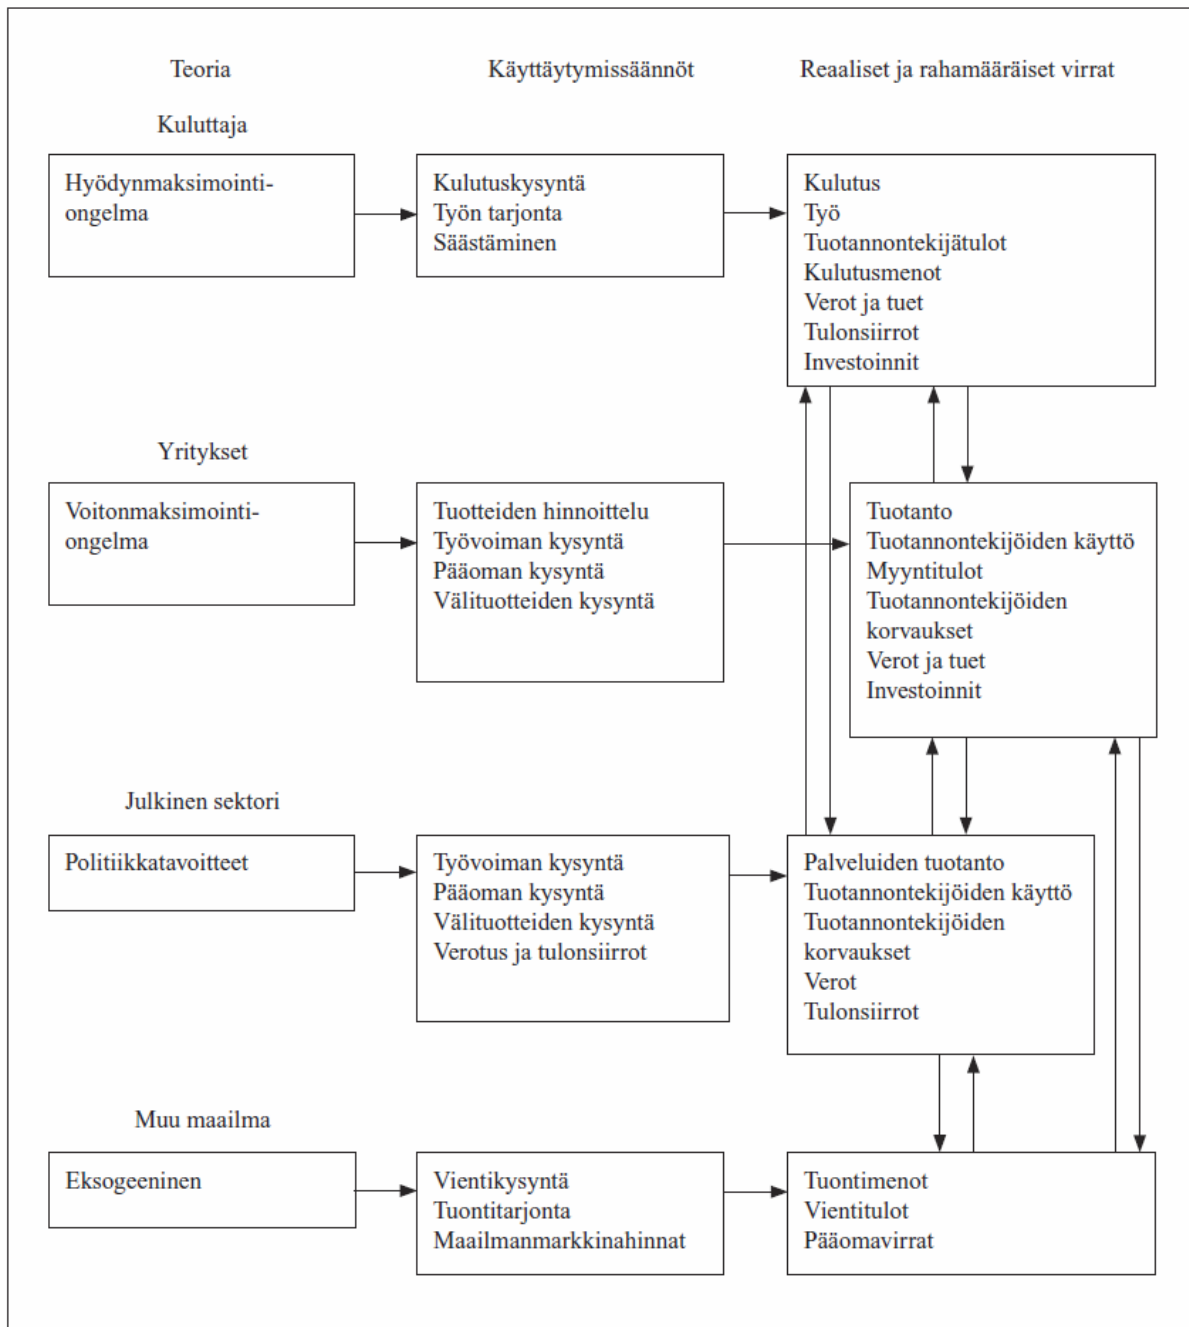 Teoria
Käyttäytymissäännöt
Reaaliset ja rahamääräiset virrat
Kuluttaja
Hyödynmaksimointi-
ongelma
Kulutuskysyntä
Työn tarjonta
Säästäminen
Kulutus
Työ
Tuotannontekijätulot
Kulutusmenot
Verot ja tuet
Tulonsiirrot
Investoinnit
Yritykset
Voitonmaksimointi-
ongelma
Tuotteiden hinnoittelu
Työvoiman kysyntä
Pääoman kysyntä
Välituotteiden kysyntä
Tuotanto
Tuotannontekijöiden käyttö
Myyntitulot
Tuotannontekijöiden
korvaukset
Verot ja tuet
Investoinnit
Julkinen sektori
Politiikkatavoitteet
Työvoiman kysyntä
Pääoman kysyntä
Välituotteiden kysyntä
Verotus ja tulonsiirrot
Palveluiden tuotanto
Tuotannontekijöiden käyttö
Tuotannontekijöiden
korvaukset
Verot
Tulonsiirrot
Muu maailma
Eksogeeninen
Vientikysyntä
Tuontitarjonta
Maailmanmarkkinahinnat
Tuontimenot
Vientitulot
Pääomavirrat